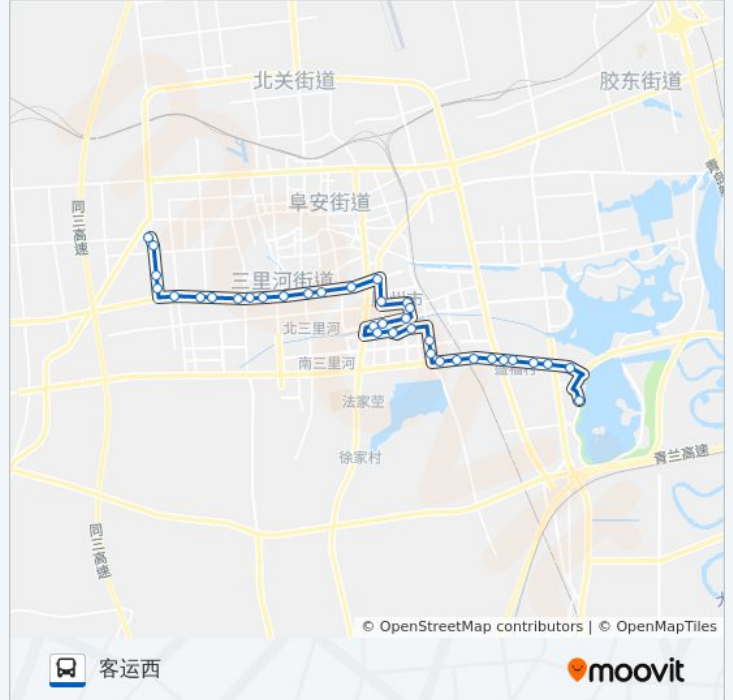 北关街道
胶东街道
阜安街道
同三高速
三里河街道
州市
北三里河
南三里河
法家茔
徐家村
青兰高速
同三高速
© OpenStreetMap contributors | © OpenMapTiles
客运西
moovit